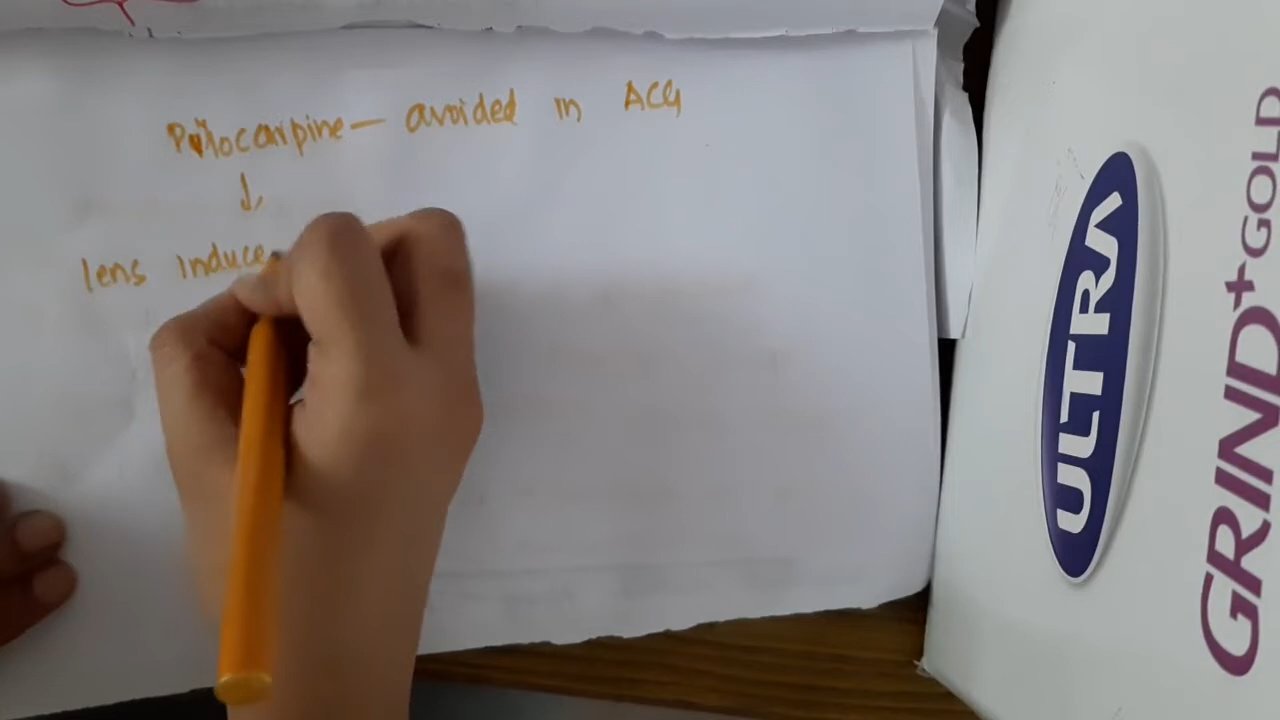 Pilocarpine — avoided in ACG
↓
lens induce
ULTRA
GRIND+GOLD